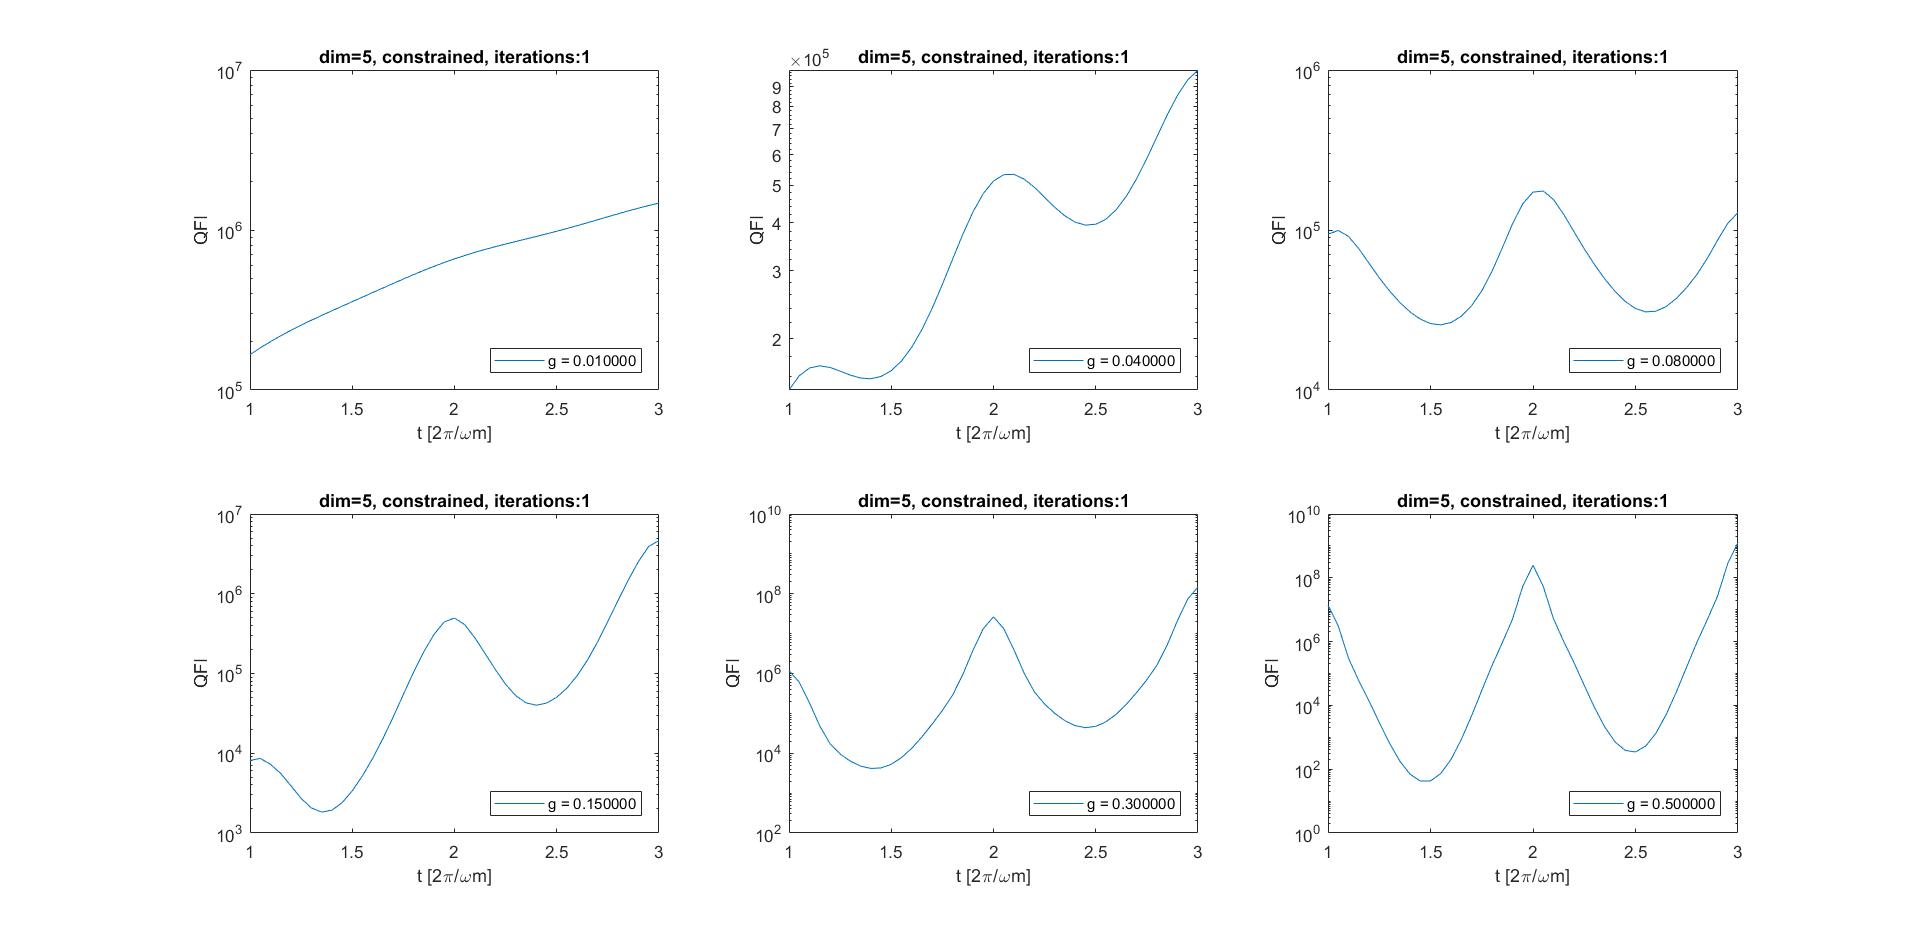 dim=5, constrained, iterations:1
10^7
10^6
10^5
QFI
1 1.5 2 2.5 3
t [2π/ωm]
g = 0.010000
dim=5, constrained, iterations:1
×10^5
9
8
7
6
5
4
3
2
QFI
1 1.5 2 2.5 3
t [2π/ωm]
g = 0.040000
dim=5, constrained, iterations:1
10^6
10^5
10^4
QFI
1 1.5 2 2.5 3
t [2π/ωm]
g = 0.080000
dim=5, constrained, iterations:1
10^7
10^6
10^5
10^4
10^3
QFI
1 1.5 2 2.5 3
t [2π/ωm]
g = 0.150000
dim=5, constrained, iterations:1
10^10
10^8
10^6
10^4
10^2
QFI
1 1.5 2 2.5 3
t [2π/ωm]
g = 0.300000
dim=5, constrained, iterations:1
10^10
10^8
10^6
10^4
10^2
10^0
QFI
1 1.5 2 2.5 3
t [2π/ωm]
g = 0.500000